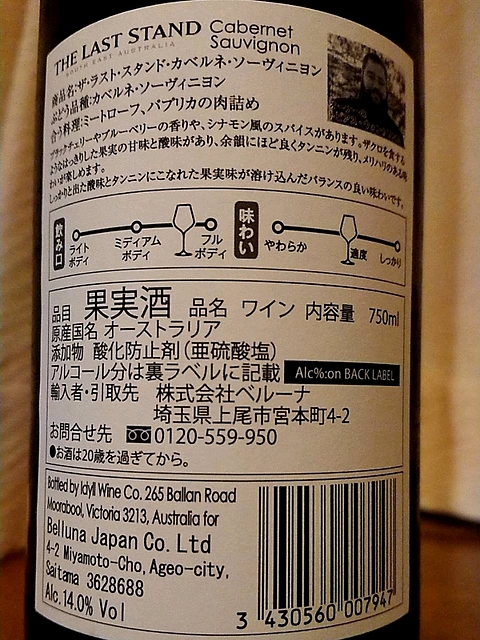 THE LAST STAND Cabernet Sauvignon
SOUTH EAST AUSTRALIA
商品名:ザ・ラスト・スタンド・カベルネ・ソーヴィニヨン
ぶどう品種:カベルネ・ソーヴィニヨン
合う料理:ミートローフ、パプリカの肉詰め
ブラックチェリーやブルーベリーの香りや、シナモン風のスパイスがあります。ザクロを食する
ようなはっきりした果実の甘味と酸味があり、余韻にほど良くタンニンが残り、メリハリのある味
わいが楽しめます。
しっかりと出た酸味とタンニンにこなれた果実味が溶け込んだバランスの良い味わいです。
飲み口 ライトボディ ミディアムボディ フルボディ 味わい やわらか 適度 しっかり
品目 果実酒 品名 ワイン 内容量 750ml
原産国名 オーストラリア
添加物 酸化防止剤(亜硫酸塩)
アルコール分は裏ラベルに記載 Alc%:on BACK LABEL
輸入者・引取先 株式会社ベルーナ
埼玉県上尾市宮本町4-2
お問合せ先 0120-559-950
●お酒は20歳を過ぎてから。
Bottled by Idyll Wine Co. 265 Ballan Road
Moorabool, Victoria 3213, Australia for
Belluna Japan Co. Ltd
4-2 Miyamoto-Cho, Ageo-city,
Saitama 3628688
Alc.14.0% Vol
3 430560 007947